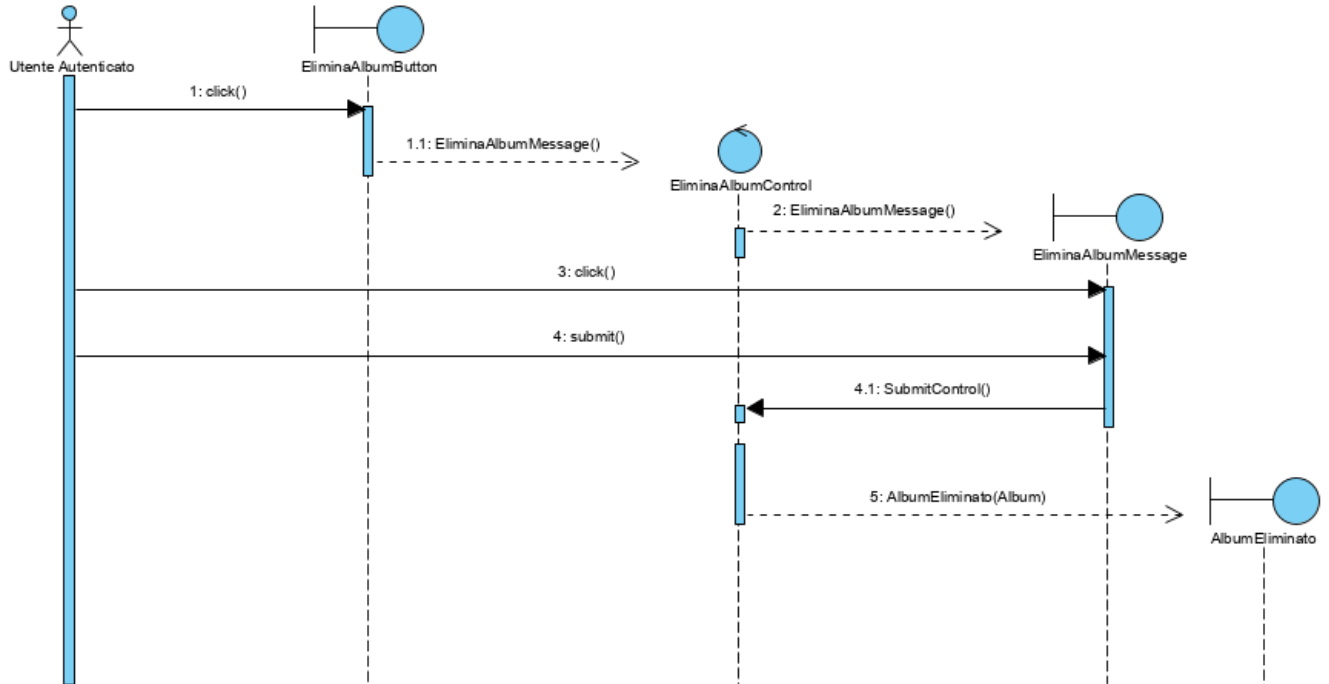 Utente Autenticato
EliminaAlbumButton
1: click()
1.1: EliminaAlbumMessage()
EliminaAlbumControl
2: EliminaAlbumMessage()
EliminaAlbumMessage
3: click()
4: submit()
4.1: SubmitControl()
5: AlbumEliminato(Album)
AlbumEliminato